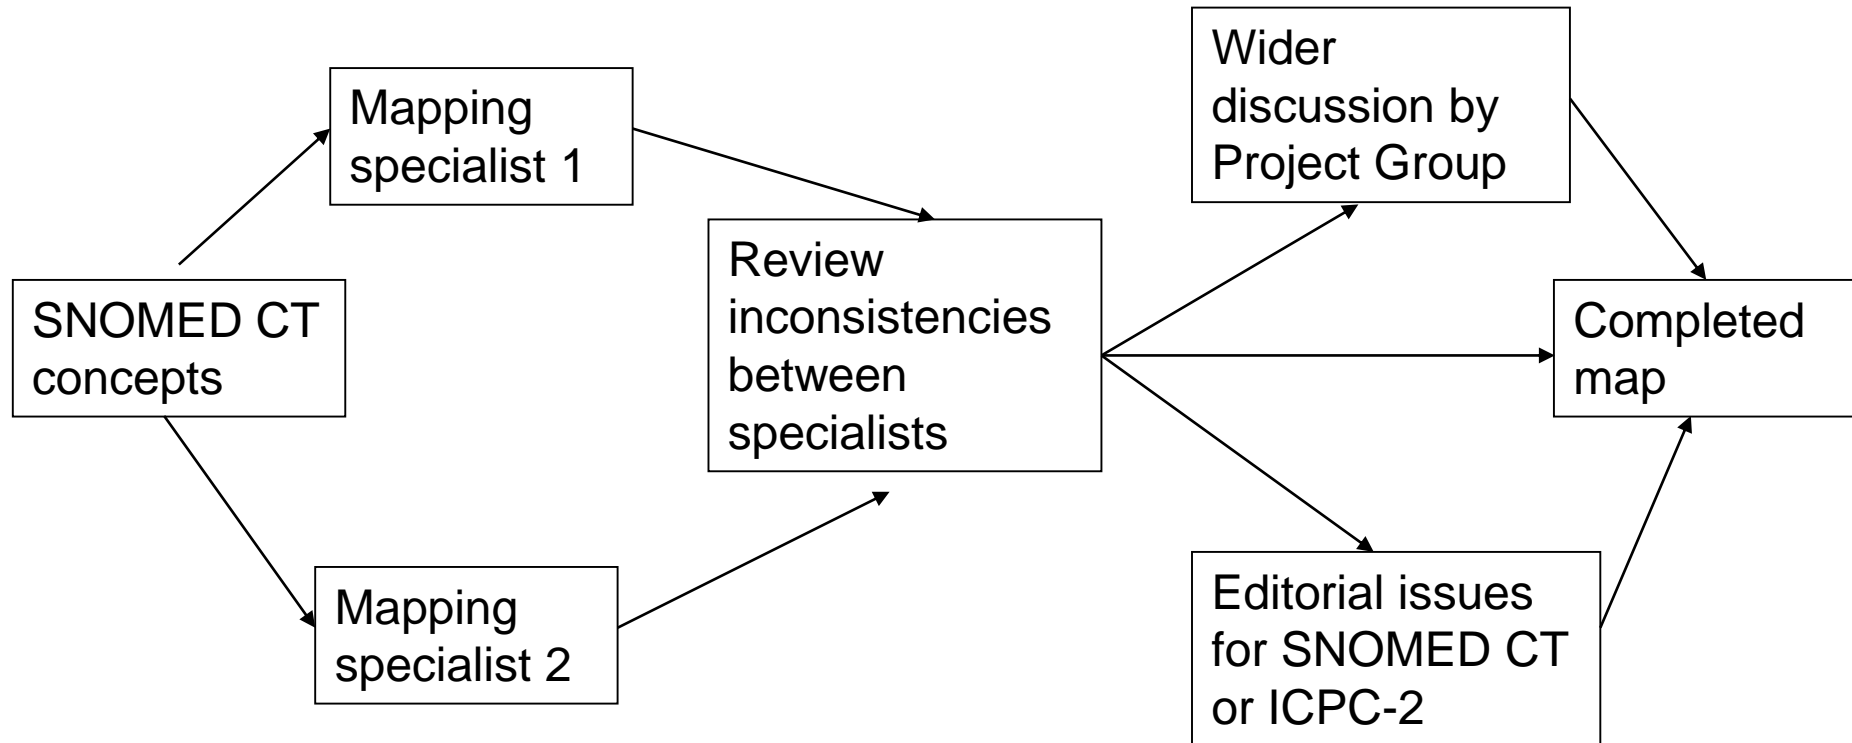 SNOMED CT
concepts
Mapping
specialist 1
Mapping
specialist 2
Review
inconsistencies
between
specialists
Wider
discussion by
Project Group
Editorial issues
for SNOMED CT
or ICPC-2
Completed
map